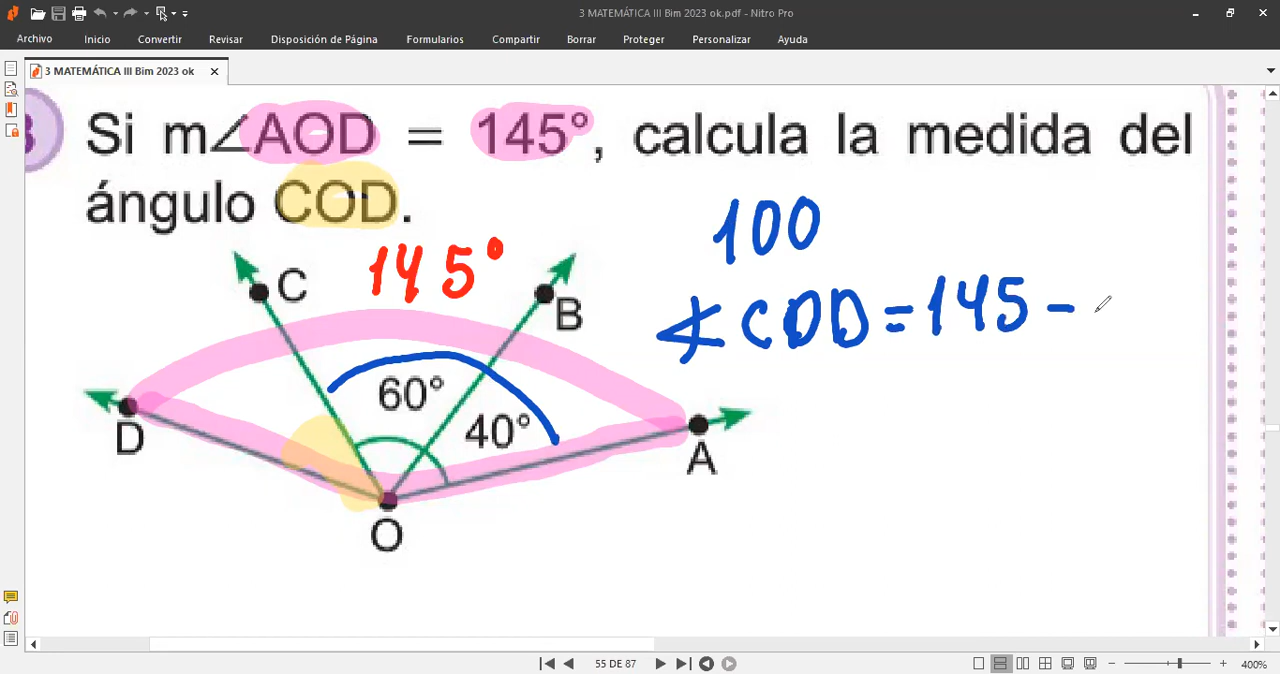 3 MATEMÁTICA III Bim 2023 ok.pdf - Nitro Pro
Archivo Inicio Convertir Revisar Disposición de Página Formularios Compartir Borrar Proteger Personalizar Ayuda
3 MATEMÁTICA III Bim 2023 ok
Si m∠AOD = 145°, calcula la medida del
ángulo COD.
100
145°
C
B
∢ COD = 145 -
60°
40°
D
A
O
55 DE 87
400%